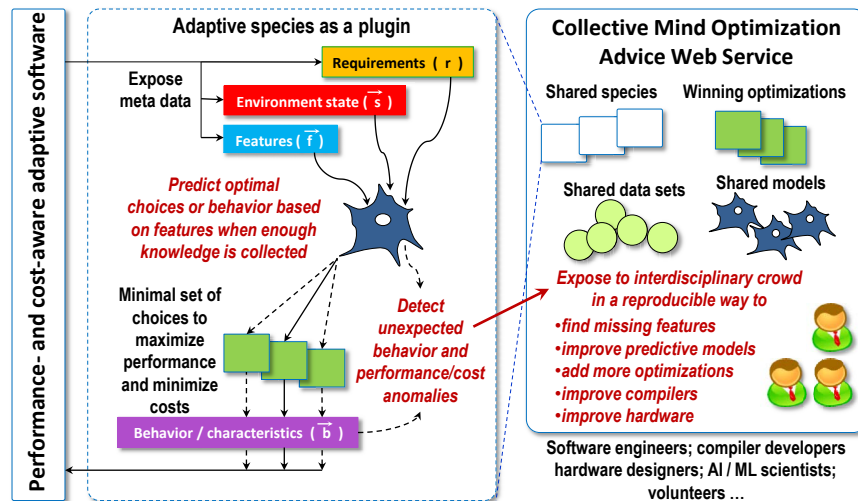 Performance- and cost-aware adaptive software
Adaptive species as a plugin
Expose
meta data
Requirements ( r )
Environment state ( s )
Features ( f )
Predict optimal
choices or behavior based
on features when enough
knowledge is collected
Minimal set of
choices to
maximize
performance
and minimize
costs
Detect
unexpected
behavior and
performance/cost
anomalies
Behavior / characteristics ( b )
Collective Mind Optimization
Advice Web Service
Shared species
Winning optimizations
Shared data sets
Shared models
Expose to interdisciplinary crowd
in a reproducible way to
•find missing features
•improve predictive models
•add more optimizations
•improve compilers
•improve hardware
Software engineers; compiler developers
hardware designers; AI / ML scientists;
volunteers …